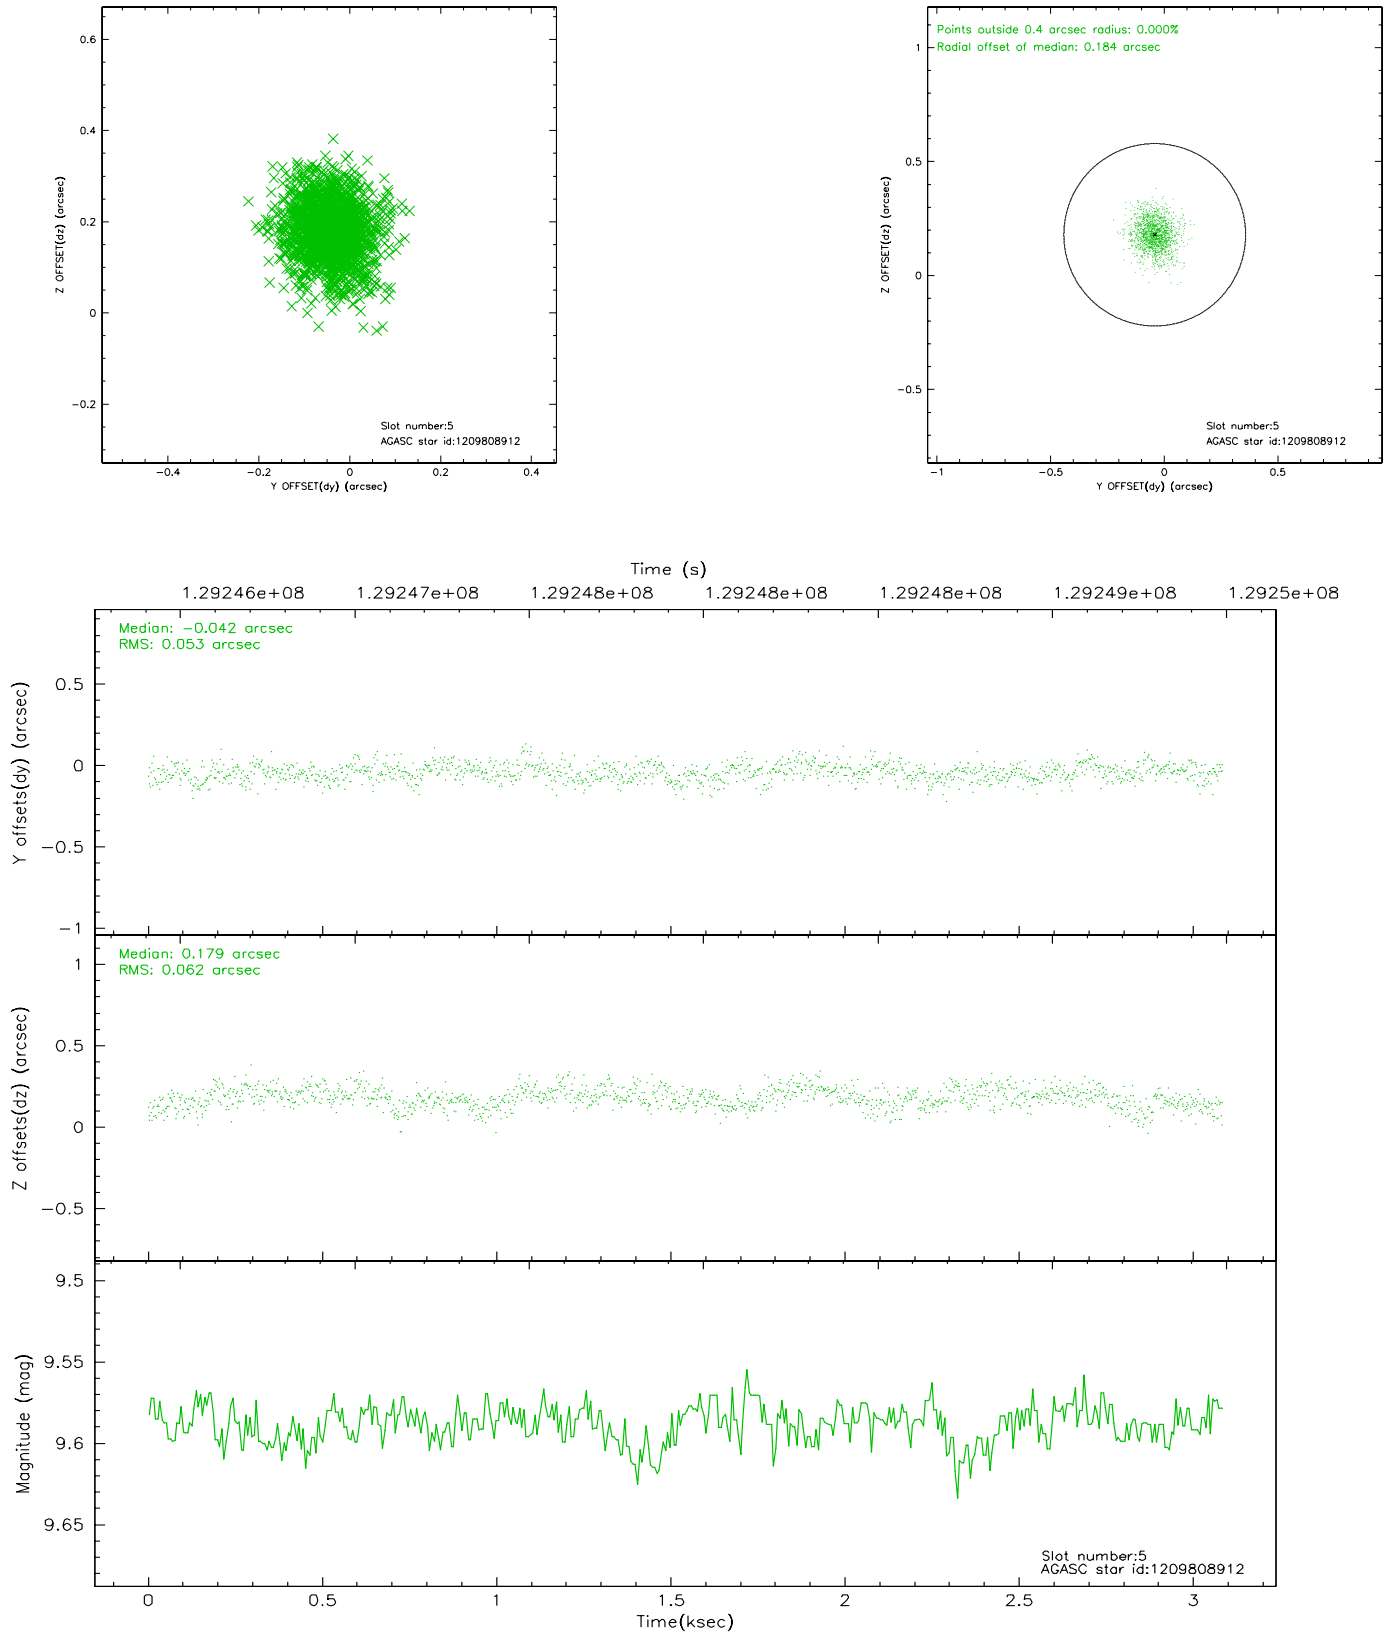 0.6
0.4
0.2
0
-0.2
Z OFFSET(dz) (arcsec)
Slot number:5
AGASC star id:1209808912
-0.4 -0.2 0 0.2 0.4
Y OFFSET(dy) (arcsec)
Points outside 0.4 arcsec radius: 0.000%
Radial offset of median: 0.184 arcsec
1
0.5
0
-0.5
Z OFFSET(dz) (arcsec)
Slot number:5
AGASC star id:1209808912
-1 -0.5 0 0.5
Y OFFSET(dy) (arcsec)
Time (s)
1.29246e+08 1.29247e+08 1.29248e+08 1.29248e+08 1.29248e+08 1.29249e+08 1.2925e+08
Median: -0.042 arcsec
RMS: 0.053 arcsec
0.5
0
-0.5
-1
Y offsets(dy) (arcsec)
Median: 0.179 arcsec
RMS: 0.062 arcsec
1
0.5
0
-0.5
Z offsets(dz) (arcsec)
9.5
9.55
9.6
9.65
Magnitude (mag)
Slot number:5
AGASC star id:1209808912
0 0.5 1 1.5 2 2.5 3
Time(ksec)